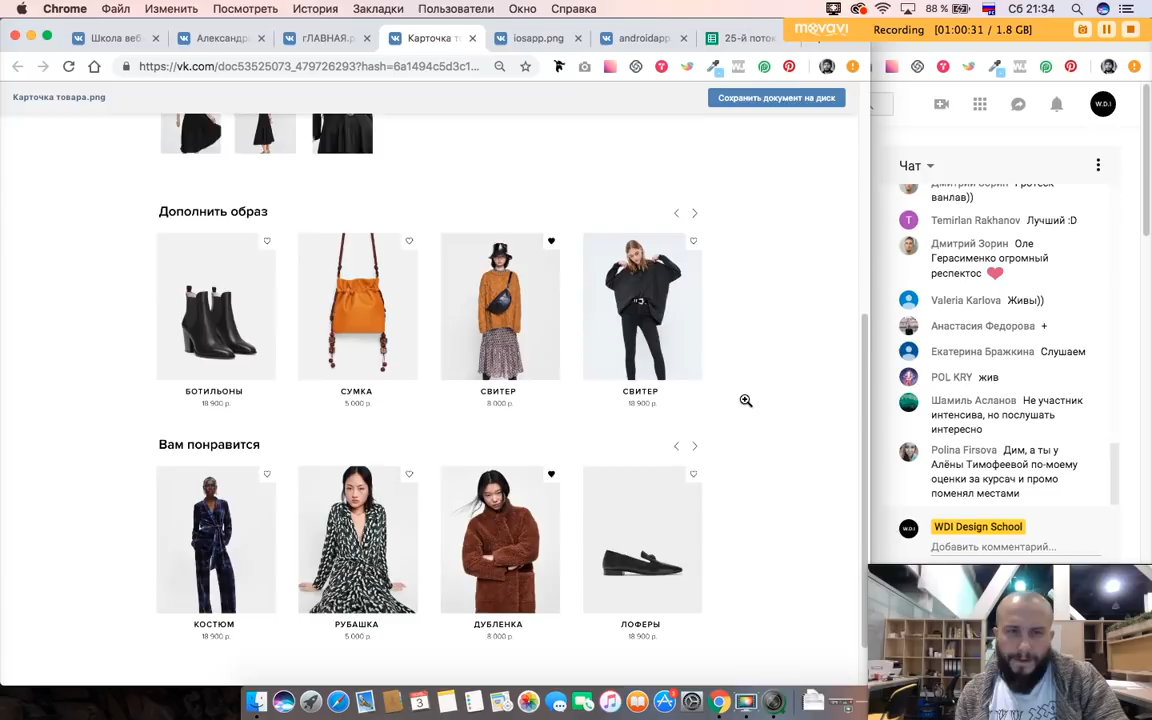 Chrome Файл Изменить Посмотреть История Закладки Пользователи Окно Справка 88 % Сб 21:34
movavi Recording [01:00:31 / 1.8 GB]
Школа веб Александр гЛАВНАЯ.p Карточка то iosapp.png androidapp 25-й поток
https://vk.com/doc53525073_479726293?hash=6a1494c5d3c1...
Карточка товара.png Сохранить документ на диск
Дополнить образ
БОТИЛЬОНЫ СУМКА СВИТЕР СВИТЕР
18 900 р. 5 000 р. 8 000 р. 18 900 р.
Вам понравится
КОСТЮМ РУБАШКА ДУБЛЕНКА ЛОФЕРЫ
18 900 р. 5 000 р. 8 000 р. 18 900 р.
W.D.I
Чат
Дмитрий Зорин Гротеск
ванлав))
T Temirlan Rakhanov Лучший :D
Дмитрий Зорин Оле
Герасименко огромный
респектос
Valeria Karlova Живы))
Анастасия Федорова +
Екатерина Бражкина Слушаем
POL KRY жив
Шамиль Асланов Не участник
интенсива, но послушать
интересно
Polina Firsova Дим, а ты у
Алёны Тимофеевой по-моему
оценки за курсач и промо
поменял местами
W.D.I WDI Design School
Добавить комментарий...